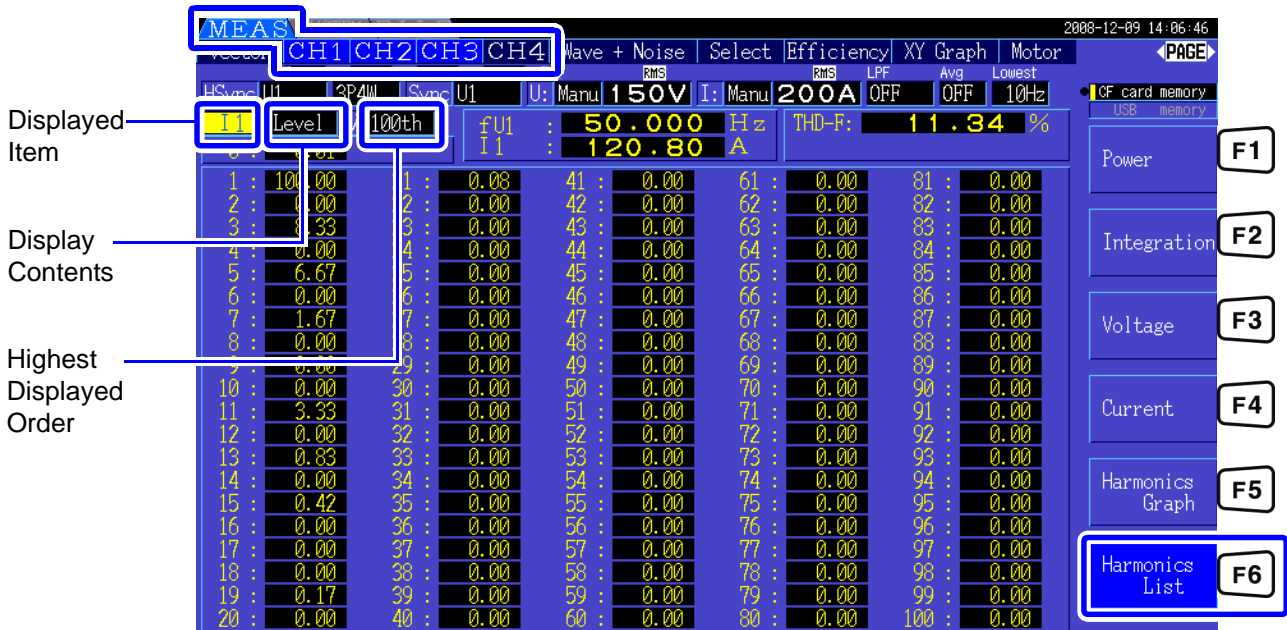 MEAS
2008-12-09 14:06:46
Vector CH1 CH2 CH3 CH4 Wave + Noise Select Efficiency XY Graph Motor PAGE
RMS RMS LPF Avg Lowest
HSync U1 3P4W Sync U1 U: Manu 150V I: Manu 200A OFF OFF 10Hz CF card memory
USB memory
Displayed
Item
I1 Level 100th fU1 : 50.000 Hz THD-F: 11.34 %
I1 : 120.80 A
1 : 100.00 1 : 0.08 41 : 0.00 61 : 0.00 81 : 0.00
2 : 0.00 2 : 0.00 42 : 0.00 62 : 0.00 82 : 0.00
3 : 8.33 3 : 0.00 43 : 0.00 63 : 0.00 83 : 0.00
4 : 0.00 4 : 0.00 44 : 0.00 64 : 0.00 84 : 0.00
5 : 6.67 5 : 0.00 45 : 0.00 65 : 0.00 85 : 0.00
6 : 0.00 6 : 0.00 46 : 0.00 66 : 0.00 86 : 0.00
7 : 1.67 7 : 0.00 47 : 0.00 67 : 0.00 87 : 0.00
8 : 0.00 8 : 0.00 48 : 0.00 68 : 0.00 88 : 0.00
9 : 0.00 29 : 0.00 49 : 0.00 69 : 0.00 89 : 0.00
10 : 0.00 30 : 0.00 50 : 0.00 70 : 0.00 90 : 0.00
11 : 3.33 31 : 0.00 51 : 0.00 71 : 0.00 91 : 0.00
12 : 0.00 32 : 0.00 52 : 0.00 72 : 0.00 92 : 0.00
13 : 0.83 33 : 0.00 53 : 0.00 73 : 0.00 93 : 0.00
14 : 0.00 34 : 0.00 54 : 0.00 74 : 0.00 94 : 0.00
15 : 0.42 35 : 0.00 55 : 0.00 75 : 0.00 95 : 0.00
16 : 0.00 36 : 0.00 56 : 0.00 76 : 0.00 96 : 0.00
17 : 0.00 37 : 0.00 57 : 0.00 77 : 0.00 97 : 0.00
18 : 0.00 38 : 0.00 58 : 0.00 78 : 0.00 98 : 0.00
19 : 0.17 39 : 0.00 59 : 0.00 79 : 0.00 99 : 0.00
20 : 0.00 40 : 0.00 60 : 0.00 80 : 0.00 100 : 0.00
Display
Contents
Highest
Displayed
Order
Power F1
Integration F2
Voltage F3
Current F4
Harmonics
Graph F5
Harmonics
List F6